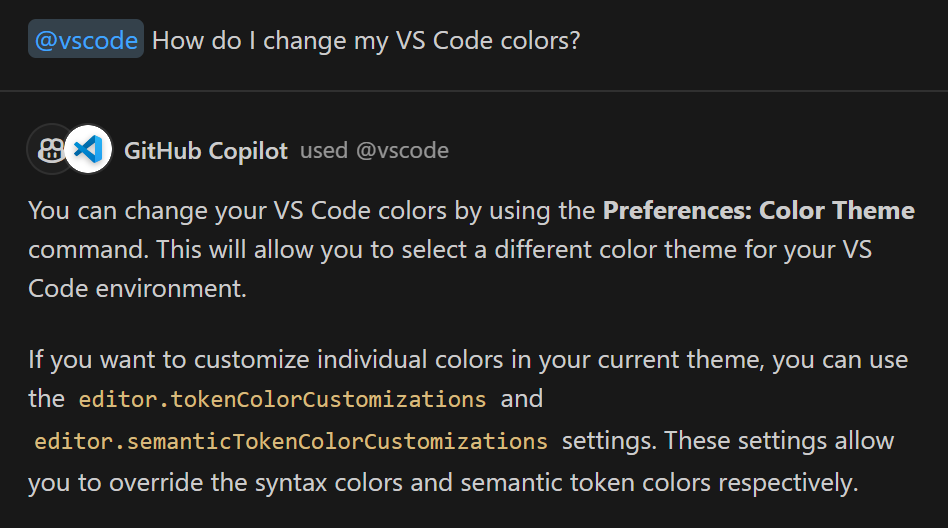 @vscode How do I change my VS Code colors?
GitHub Copilot used @vscode
You can change your VS Code colors by using the Preferences: Color Theme
command. This will allow you to select a different color theme for your VS
Code environment.
If you want to customize individual colors in your current theme, you can use
the editor.tokenColorCustomizations and
editor.semanticTokenColorCustomizations settings. These settings allow
you to override the syntax colors and semantic token colors respectively.